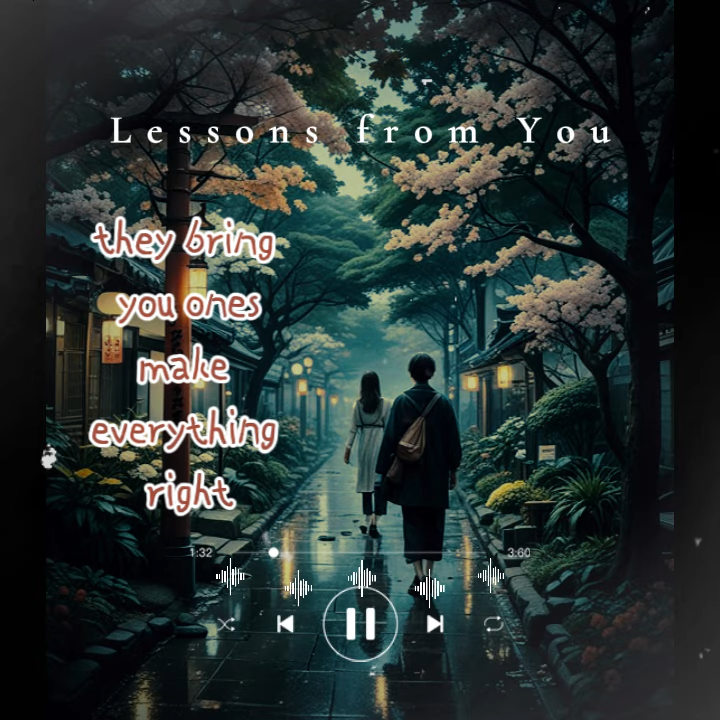 Lessons from You
they bring
you ones
make
everything
right
1:32
3:60